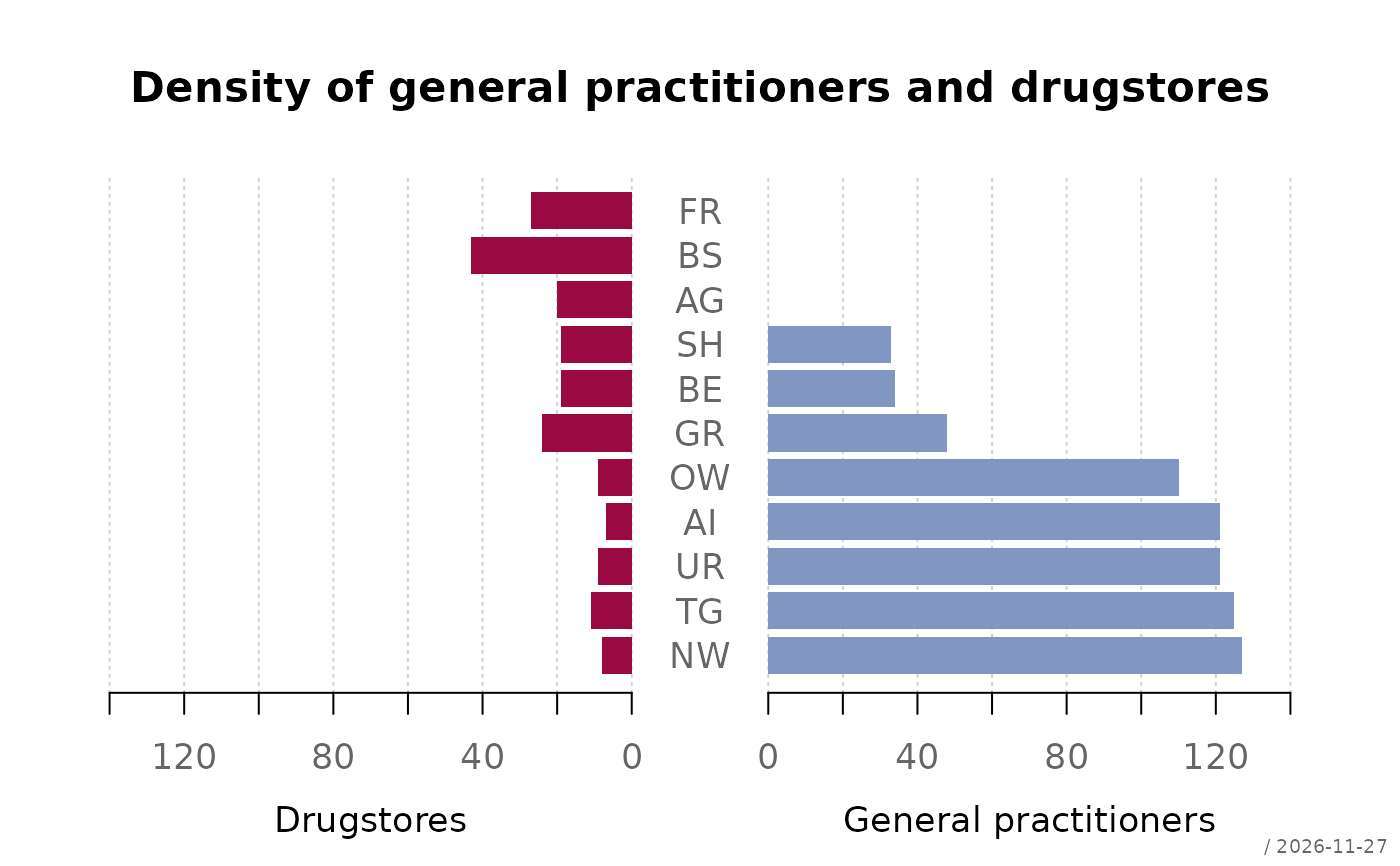 Density of general practitioners and drugstores
FR
BS
AG
SH
BE
GR
OW
AI
UR
TG
NW
120 80 40 0 0 40 80 120
Drugstores General practitioners
/ 2026-11-27